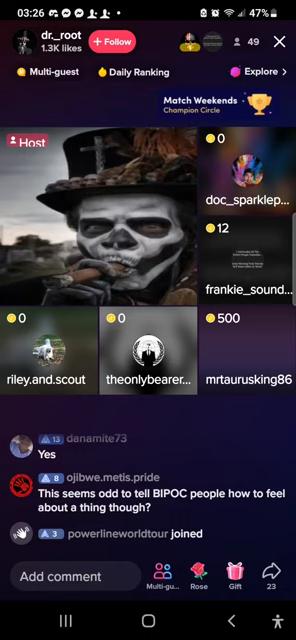 03:26
47%
dr._root
1.3K likes
+ Follow
49
Multi-guest
Daily Ranking
Explore >
Match Weekends
Champion Circle
Host
0
doc_sparklep...
12
frankie_sound...
0
riley.and.scout
0
theonlybearer...
500
mrtaurusking86
13 danamite73
Yes
8 ojibwe.metis.pride
This seems odd to tell BIPOC people how to feel
about a thing though?
3 powerlineworldtour joined
Add comment
Multi-gu...
Rose
Gift
23